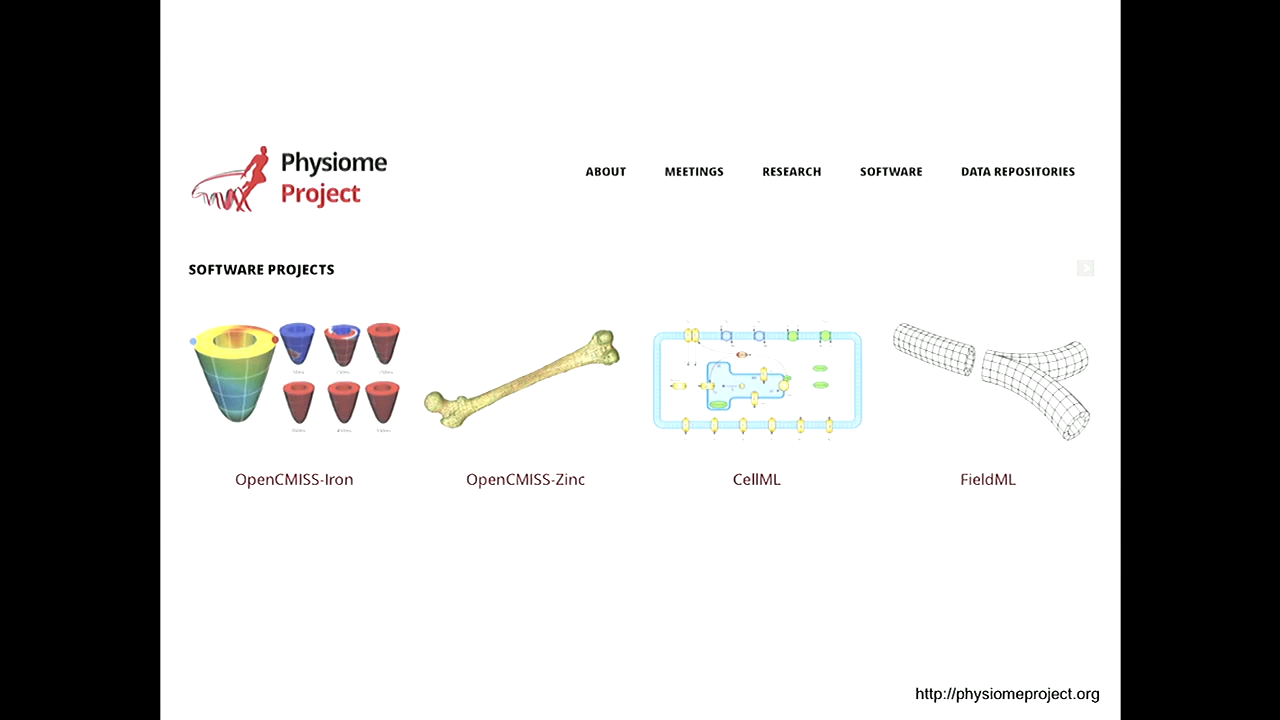 Physiome
Project
ABOUT MEETINGS RESEARCH SOFTWARE DATA REPOSITORIES
SOFTWARE PROJECTS
OpenCMISS-Iron OpenCMISS-Zinc CellML FieldML
http://physiomeproject.org